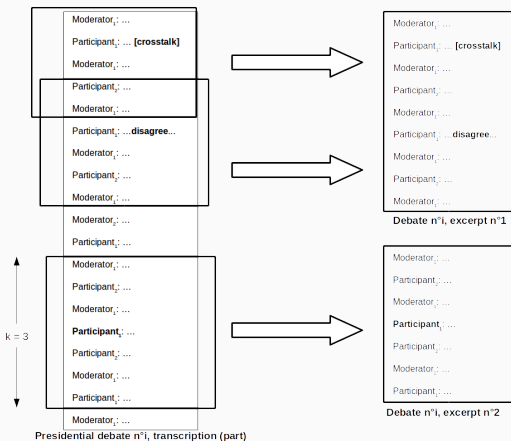 Moderator₁: …
Participant₁: … [crosstalk]
Moderator₁: …
Participant₂: …
Moderator₁: …
Participant₁: …disagree...
Moderator₁: …
Participant₂: …
Moderator₁: …
Moderator₂: …
Participant₁: …
Moderator₁: …
Participant₂: …
Moderator₁: …
Participant₁: …
Participant₂: …
Moderator₁: …
Participant₁: …
Moderator₁: …
k = 3
Presidential debate n°i, transcription (part)
Moderator₁: …
Participant₁: … [crosstalk]
Moderator₁: …
Participant₂: …
Moderator₁: …
Participant₁: …disagree...
Moderator₁: …
Participant₂: …
Moderator₁: …
Debate n°i, excerpt n°1
Moderator₁: …
Participant₂: …
Moderator₁: …
Participant₁: …
Participant₂: …
Moderator₁: …
Participant₁: …
Debate n°i, excerpt n°2